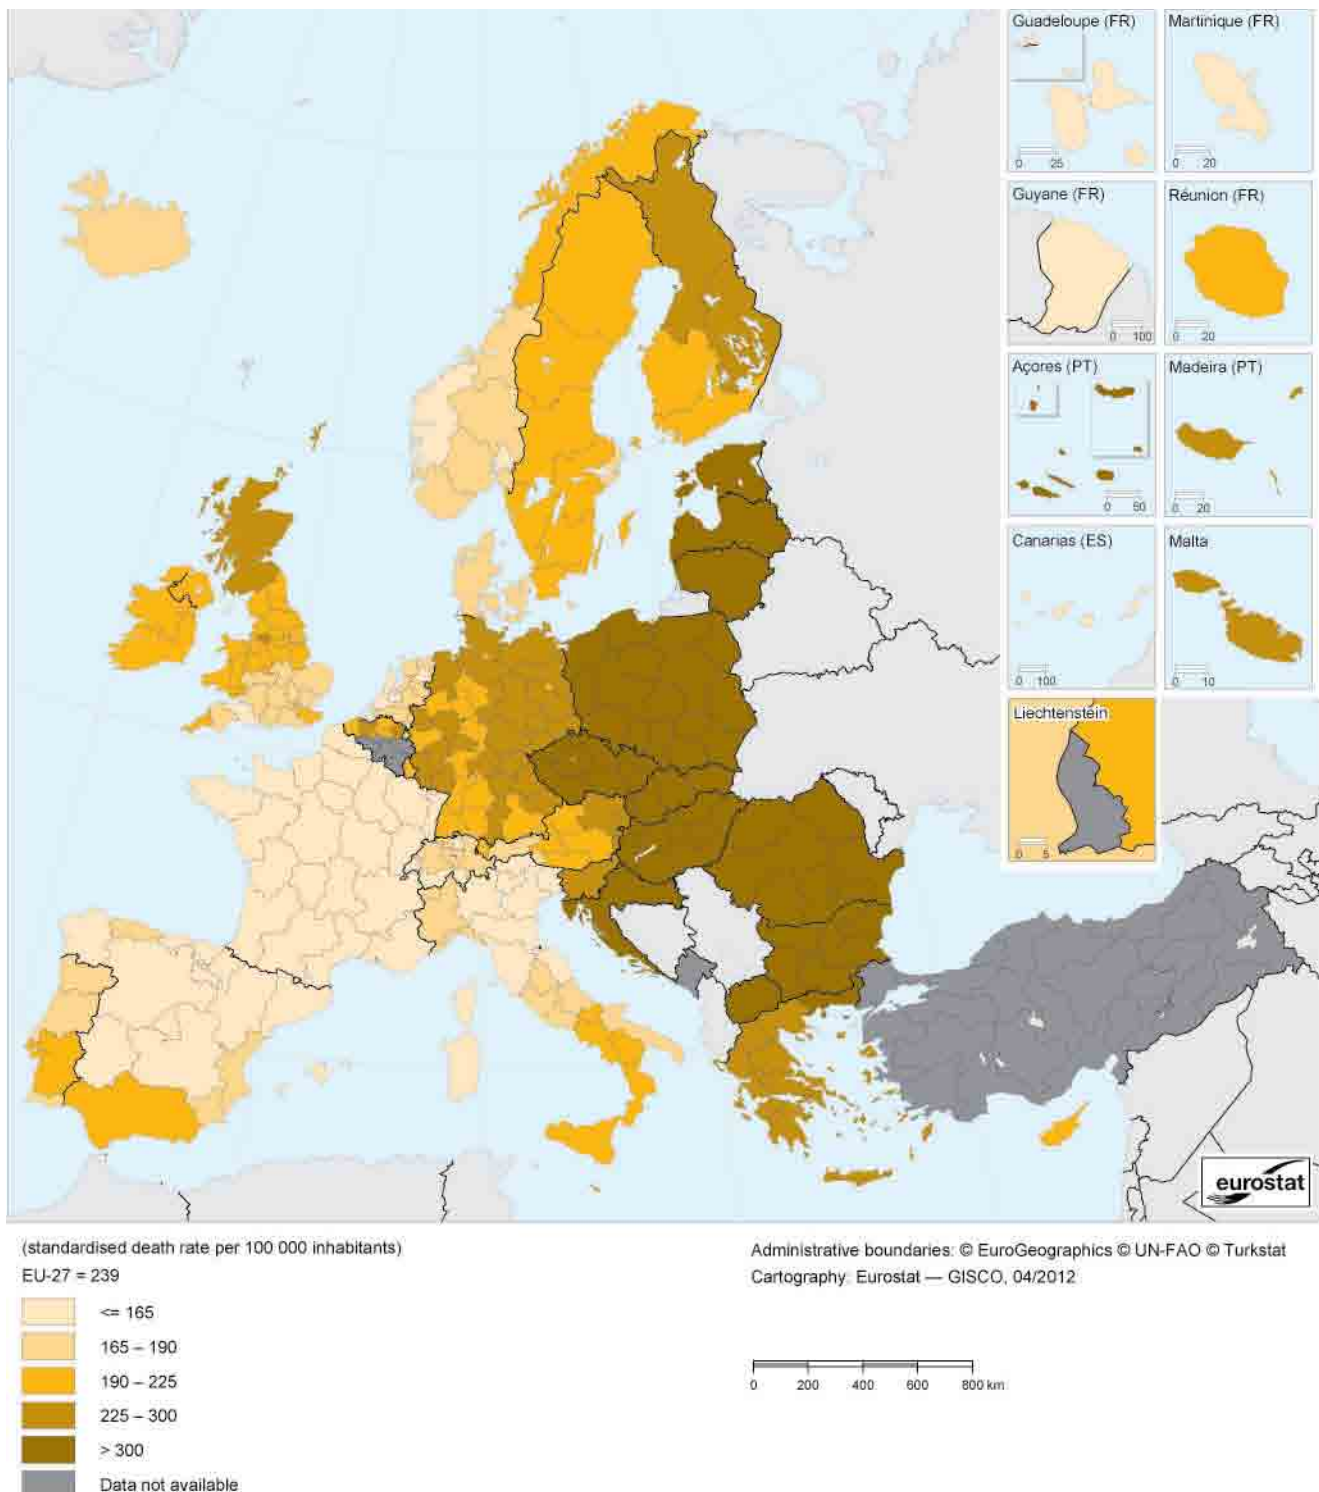 Guadeloupe (FR)
0 25
Martinique (FR)
0 20
Guyane (FR)
0 100
Réunion (FR)
0 20
Açores (PT)
0 50
Madeira (PT)
0 20
Canarias (ES)
0 100
Malta
0 10
Liechtenstein
0 5
eurostat
(standardised death rate per 100 000 inhabitants)
EU-27 = 239
<= 165
165 – 190
190 – 225
225 – 300
> 300
Data not available
Administrative boundaries: © EuroGeographics © UN-FAO © Turkstat
Cartography: Eurostat — GISCO, 04/2012
0 200 400 600 800 km